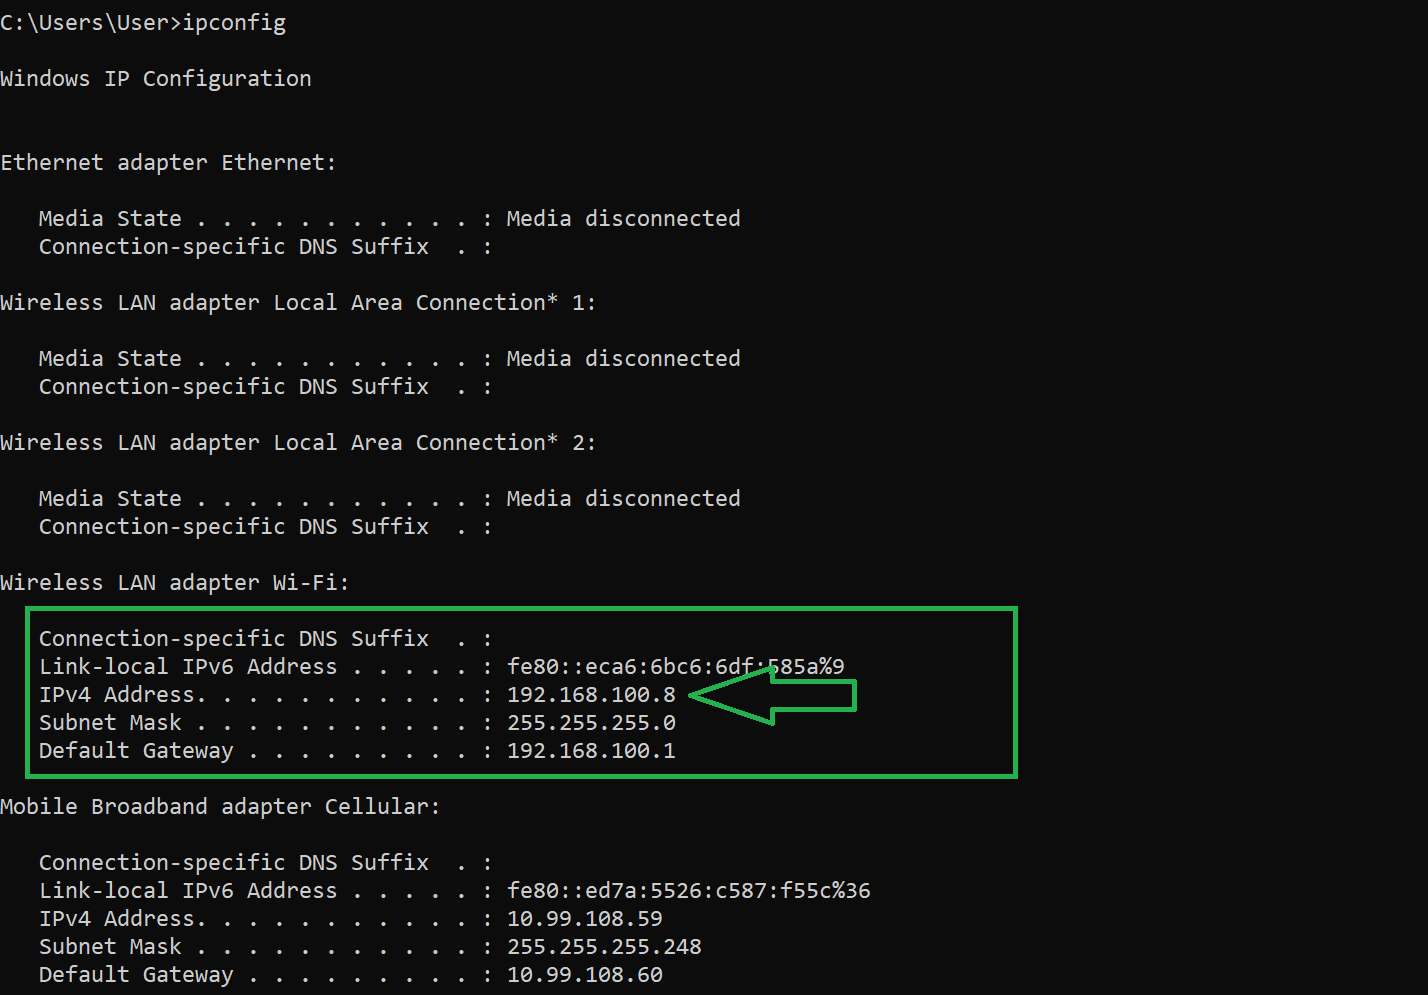 C:\Users\User>ipconfig
Windows IP Configuration
Ethernet adapter Ethernet:
Media State . . . . . . . . . . . : Media disconnected
Connection-specific DNS Suffix  . :
Wireless LAN adapter Local Area Connection* 1:
Media State . . . . . . . . . . . : Media disconnected
Connection-specific DNS Suffix  . :
Wireless LAN adapter Local Area Connection* 2:
Media State . . . . . . . . . . . : Media disconnected
Connection-specific DNS Suffix  . :
Wireless LAN adapter Wi-Fi:
Connection-specific DNS Suffix  . :
Link-local IPv6 Address . . . . . : fe80::eca6:6bc6:6df:585a%9
IPv4 Address. . . . . . . . . . . : 192.168.100.8
Subnet Mask . . . . . . . . . . . : 255.255.255.0
Default Gateway . . . . . . . . . : 192.168.100.1
Mobile Broadband adapter Cellular:
Connection-specific DNS Suffix  . :
Link-local IPv6 Address . . . . . : fe80::ed7a:5526:c587:f55c%36
IPv4 Address. . . . . . . . . . . : 10.99.108.59
Subnet Mask . . . . . . . . . . . : 255.255.255.248
Default Gateway . . . . . . . . . : 10.99.108.60